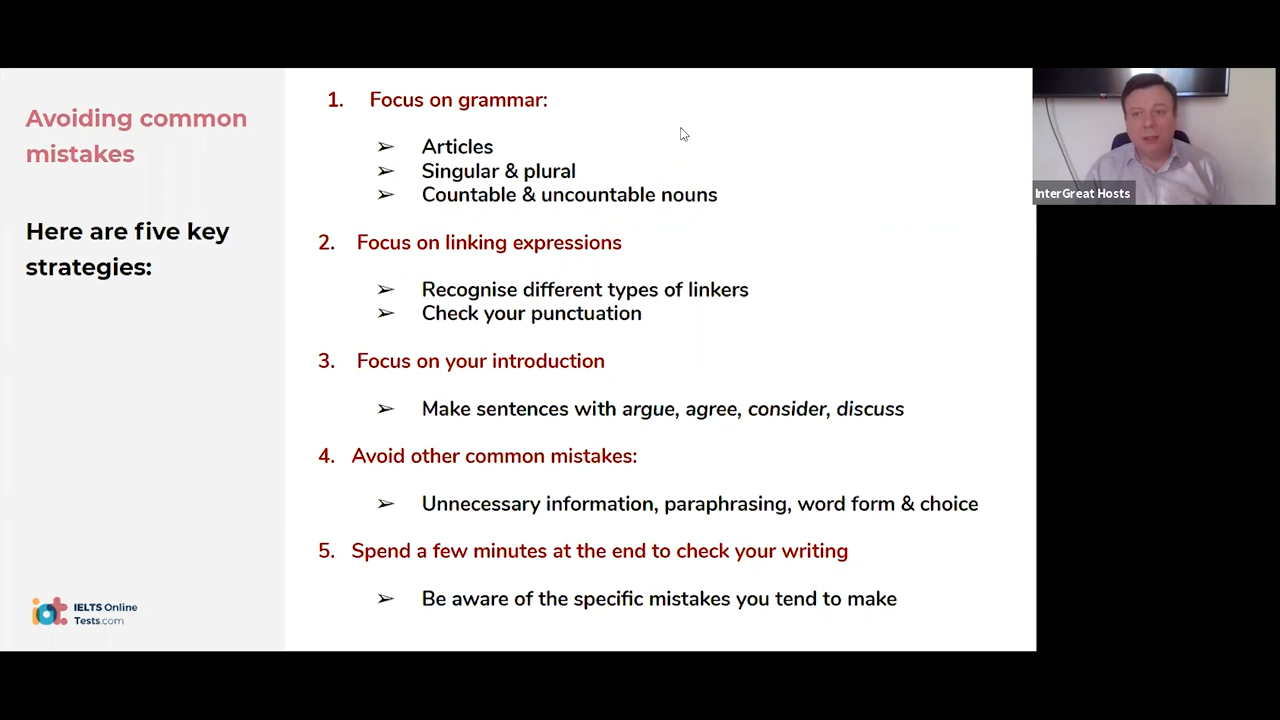 Avoiding common
mistakes
Here are five key
strategies:
1. Focus on grammar:
➢ Articles
➢ Singular & plural
➢ Countable & uncountable nouns
2. Focus on linking expressions
➢ Recognise different types of linkers
➢ Check your punctuation
3. Focus on your introduction
➢ Make sentences with argue, agree, consider, discuss
4. Avoid other common mistakes:
➢ Unnecessary information, paraphrasing, word form & choice
5. Spend a few minutes at the end to check your writing
➢ Be aware of the specific mistakes you tend to make
iot IELTS Online
Tests.com
InterGreat Hosts